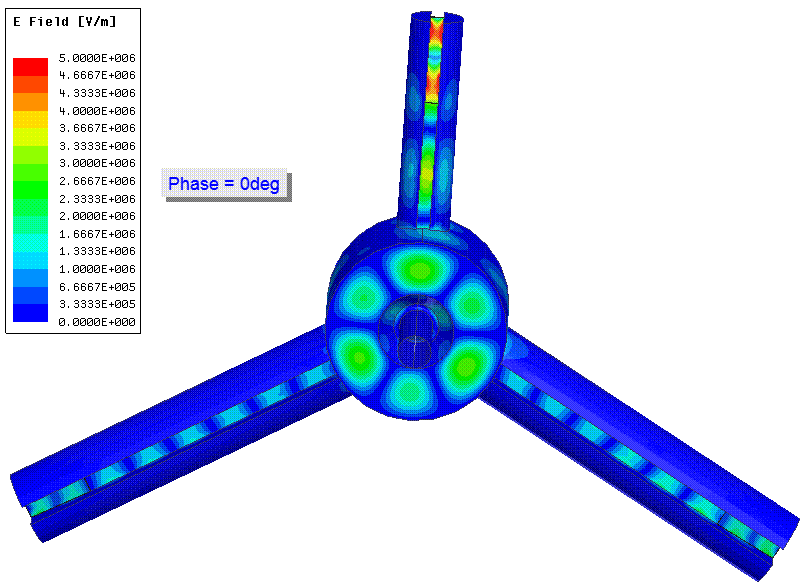 E Field [V/m]
5.0000E+006
4.6667E+006
4.3333E+006
4.0000E+006
3.6667E+006
3.3333E+006
3.0000E+006
2.6667E+006
2.3333E+006
2.0000E+006
1.6667E+006
1.3333E+006
1.0000E+006
6.6667E+005
3.3333E+005
0.0000E+000
Phase = 0deg